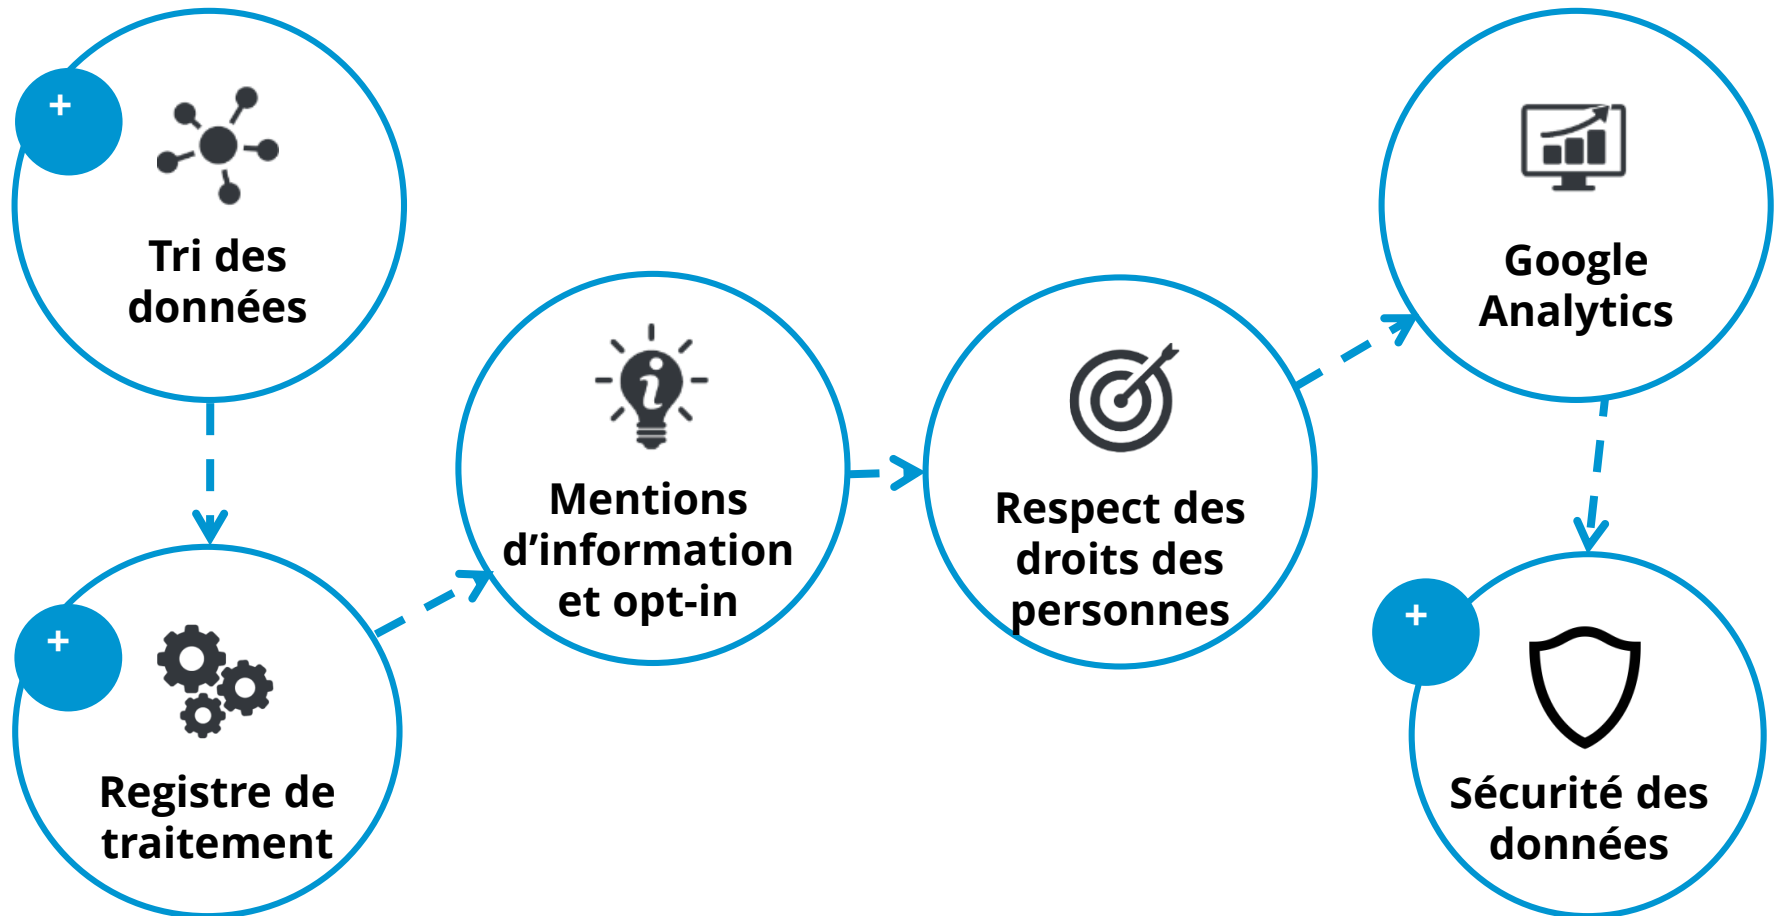 +
Tri des
données
+
Registre de
traitement
Mentions
d’information
et opt-in
Respect des
droits des
personnes
Google
Analytics
+
Sécurité des
données